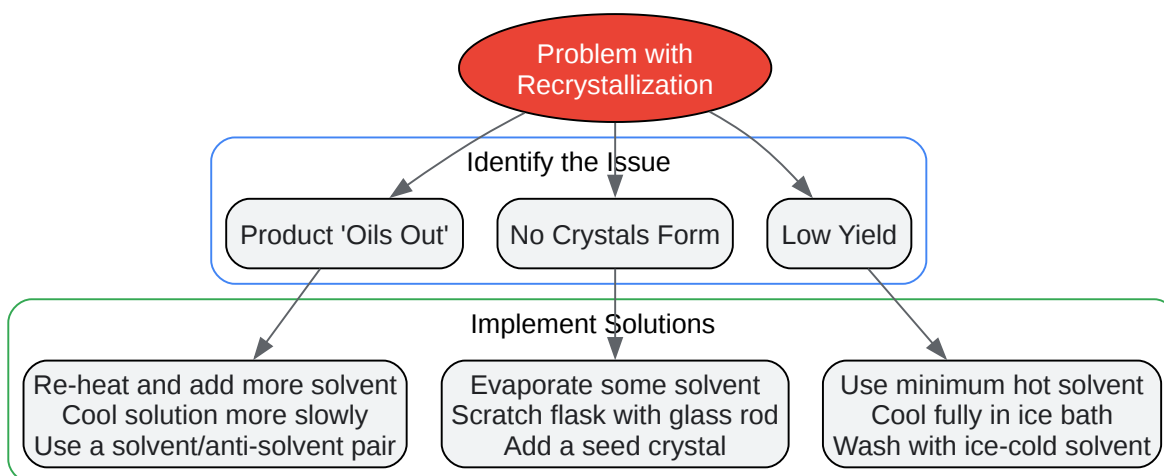 Problem with
Recrystallization
Identify the Issue
Product 'Oils Out'
No Crystals Form
Low Yield
Implement Solutions
Re-heat and add more solvent
Cool solution more slowly
Use a solvent/anti-solvent pair
Evaporate some solvent
Scratch flask with glass rod
Add a seed crystal
Use minimum hot solvent
Cool fully in ice bath
Wash with ice-cold solvent